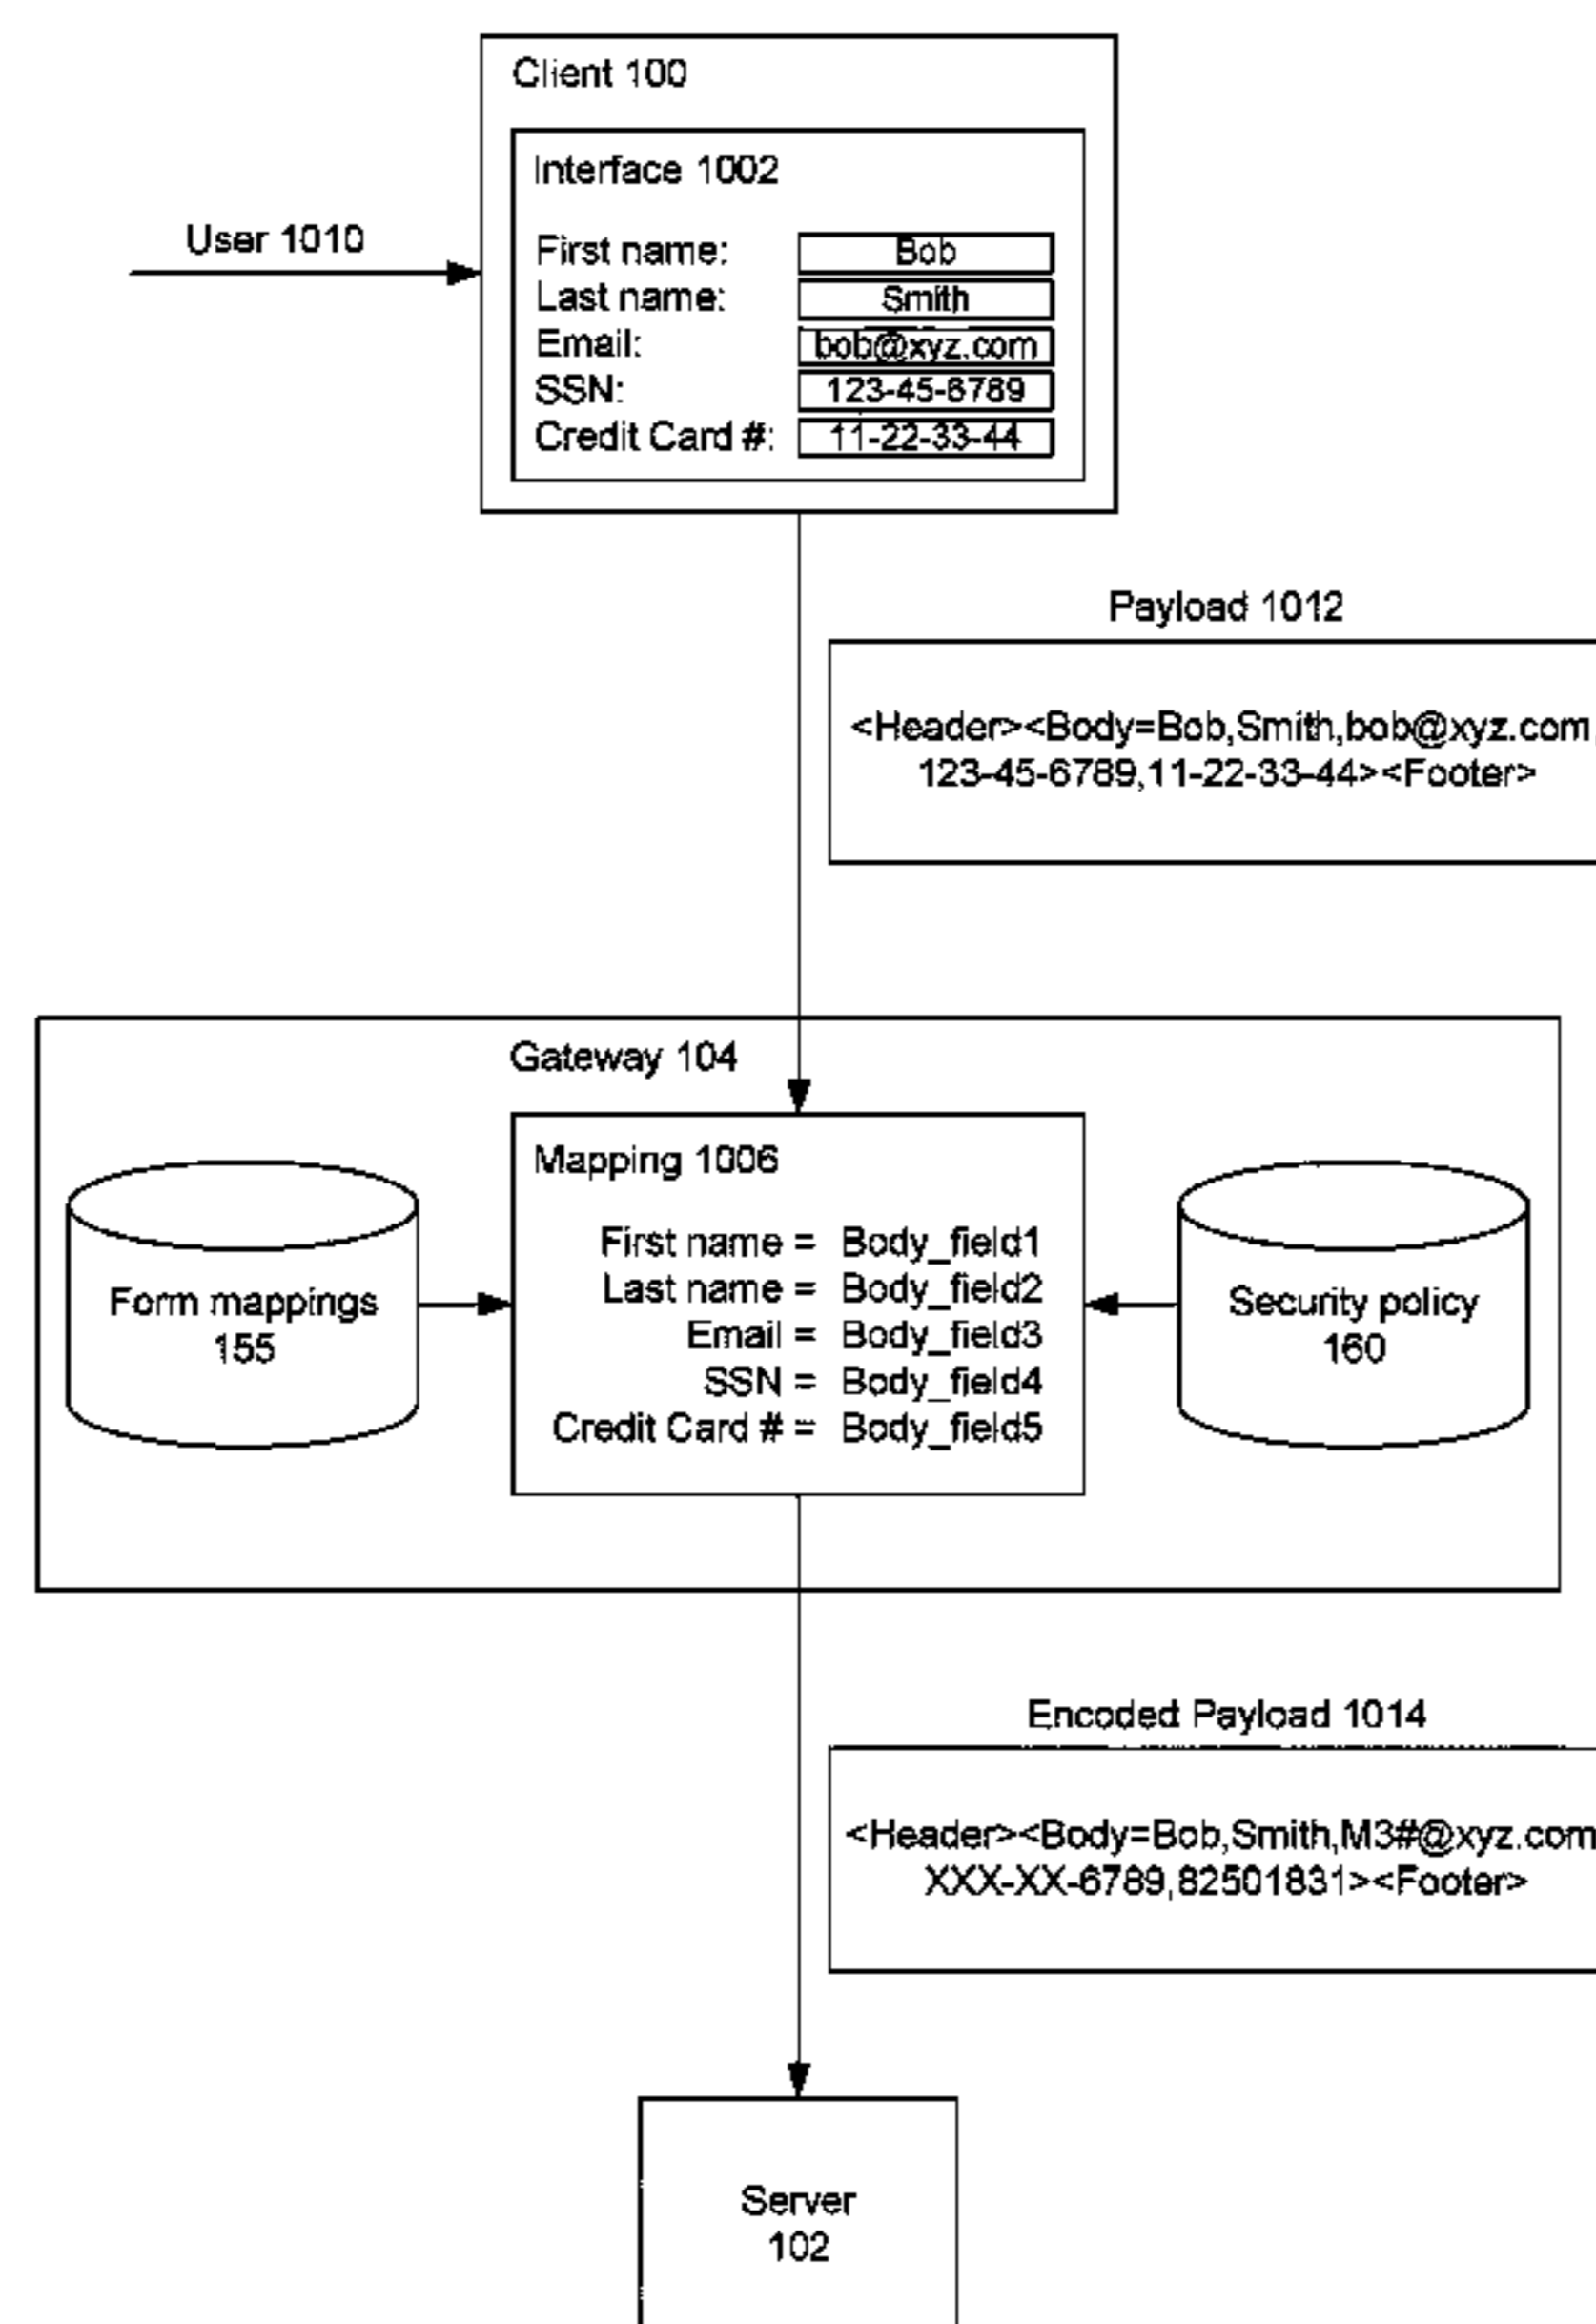 Client 100
Interface 1002
User 1010
First name: Bob
Last name: Smith
Email: bob@xyz.com
SSN: 123-45-6789
Credit Card #: 11-22-33-44
Payload 1012
<Header><Body=Bob,Smith,bob@xyz.com,
123-45-6789,11-22-33-44><Footer>
Gateway 104
Mapping 1006
First name = Body_field1
Last name = Body_field2
Email = Body_field3
SSN = Body_field4
Credit Card # = Body_field5
Form mappings
155
Security policy
160
Encoded Payload 1014
<Header><Body=Bob,Smith,M3#@xyz.com
XXX-XX-6789,82501831><Footer>
Server
102